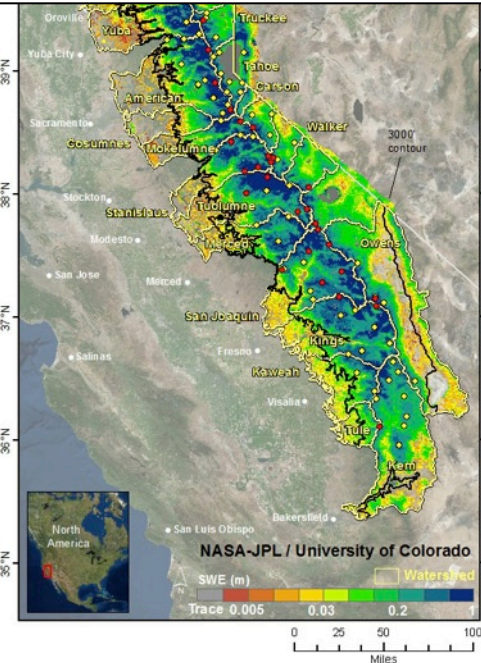 Oroville
Yuba
Truckee
Yuba City
39°N
Tahoe
Carson
American
Sacramento
Walker
Cosumnes
Mokelumne
3000'
contour
38°N
Stockton
Tuolumne
Stanislaus
Modesto
Merced
Owens
San Jose
Merced
37°N
San Joaquin
Kings
Fresno
Salinas
Kaweah
Visalia
Tule
36°N
Kern
North
America
Bakersfield
San Luis Obispo
NASA-JPL / University of Colorado
35°N
SWE (m)
Watershed
Trace 0.005 0.03 0.2 1
N
0 25 50 100
Miles